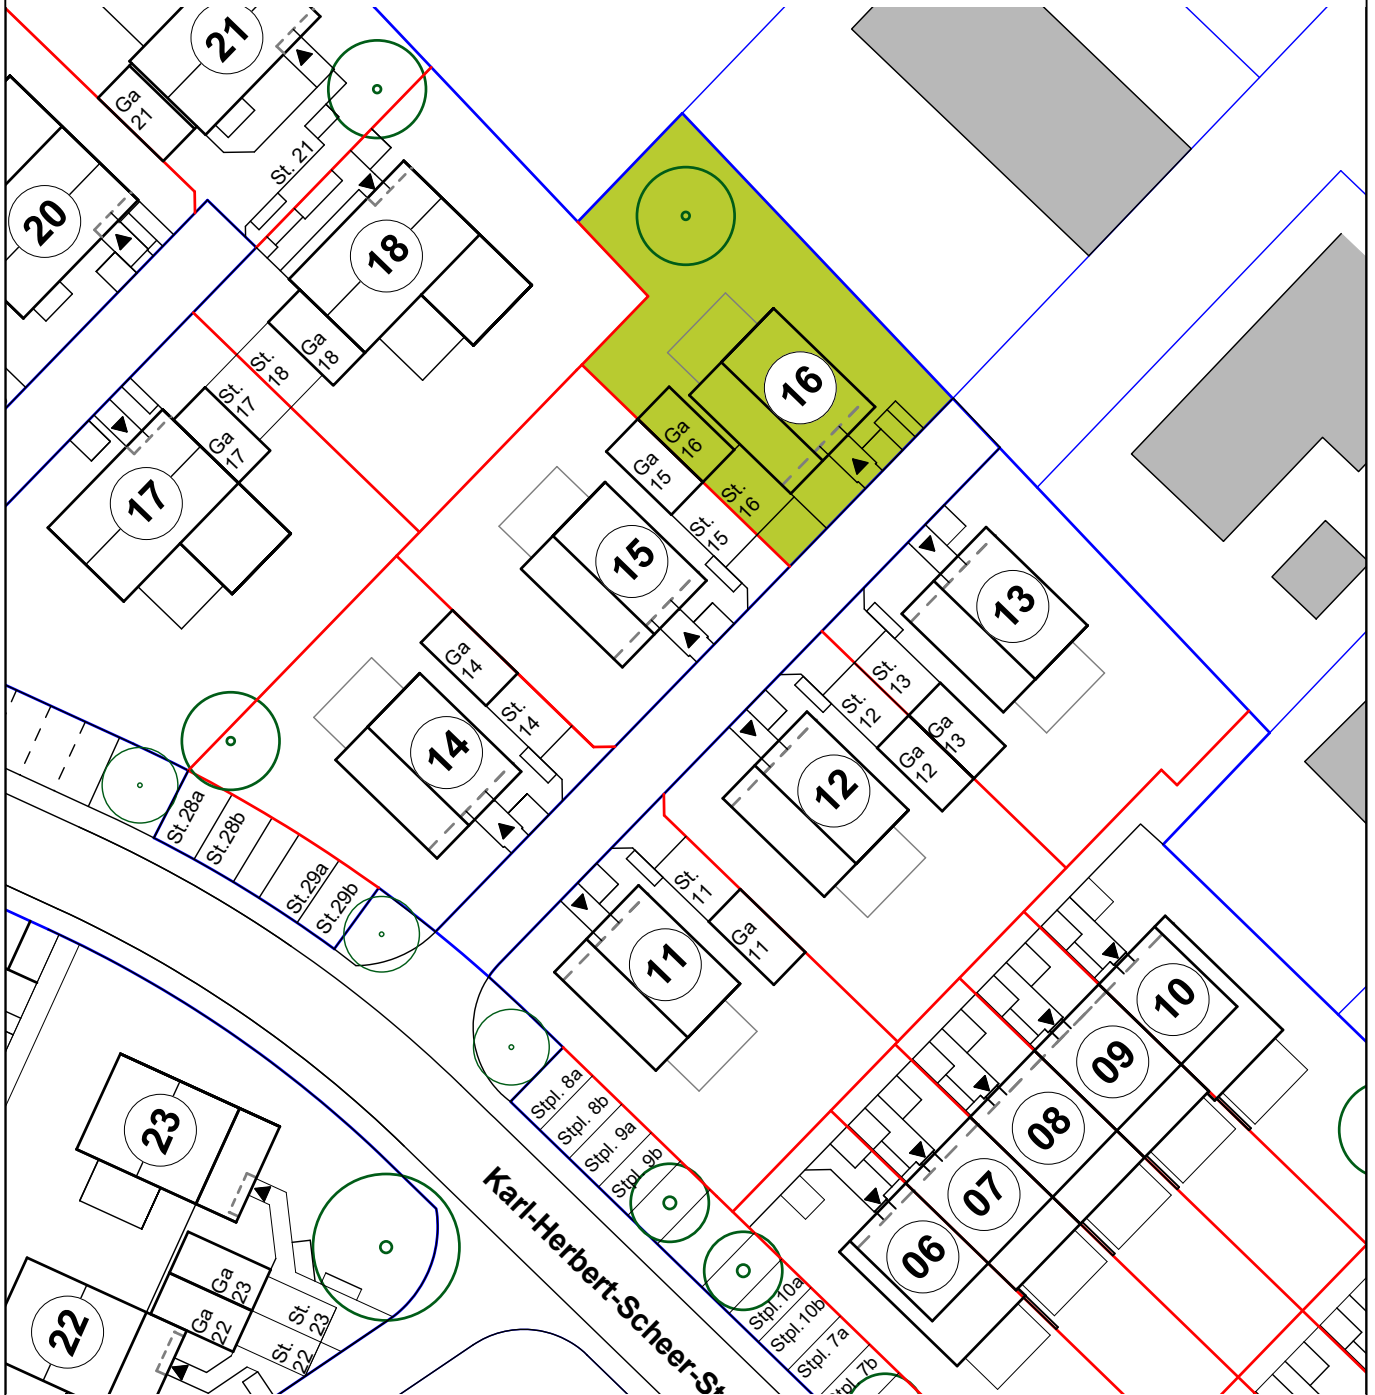 21
Ga
21
St. 21
20
18
Ga
18
St.
18
St.
17
Ga
17
17
16
Ga
16
St.
16
Ga
15
St.
15
15
13
St.
13
Ga
13
St.
12
Ga
12
12
Ga
14
St.
14
14
St.28a
St.28b
St.29a
St.29b
St.
11
Ga
11
11
10
09
08
07
06
Stpl. 8a
Stpl. 8b
Stpl. 9a
Stpl. 9b
Stpl.10a
Stpl.10b
Stpl. 7a
Stpl. 7b
23
Ga
23
Ga
22
St.
23
St.
22
22
Karl-Herbert-Scheer-St